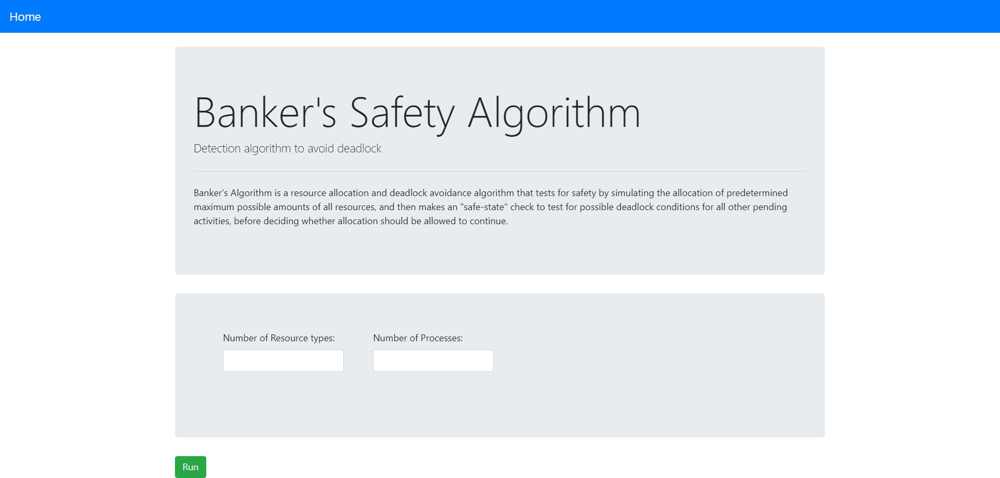 Home
Banker's Safety Algorithm
Detection algorithm to avoid deadlock
Banker's Algorithm is a resource allocation and deadlock avoidance algorithm that tests for safety by simulating the allocation of predetermined
maximum possible amounts of all resources, and then makes an "safe-state" check to test for possible deadlock conditions for all other pending
activities, before deciding whether allocation should be allowed to continue.
Number of Resource types: Number of Processes:
Run